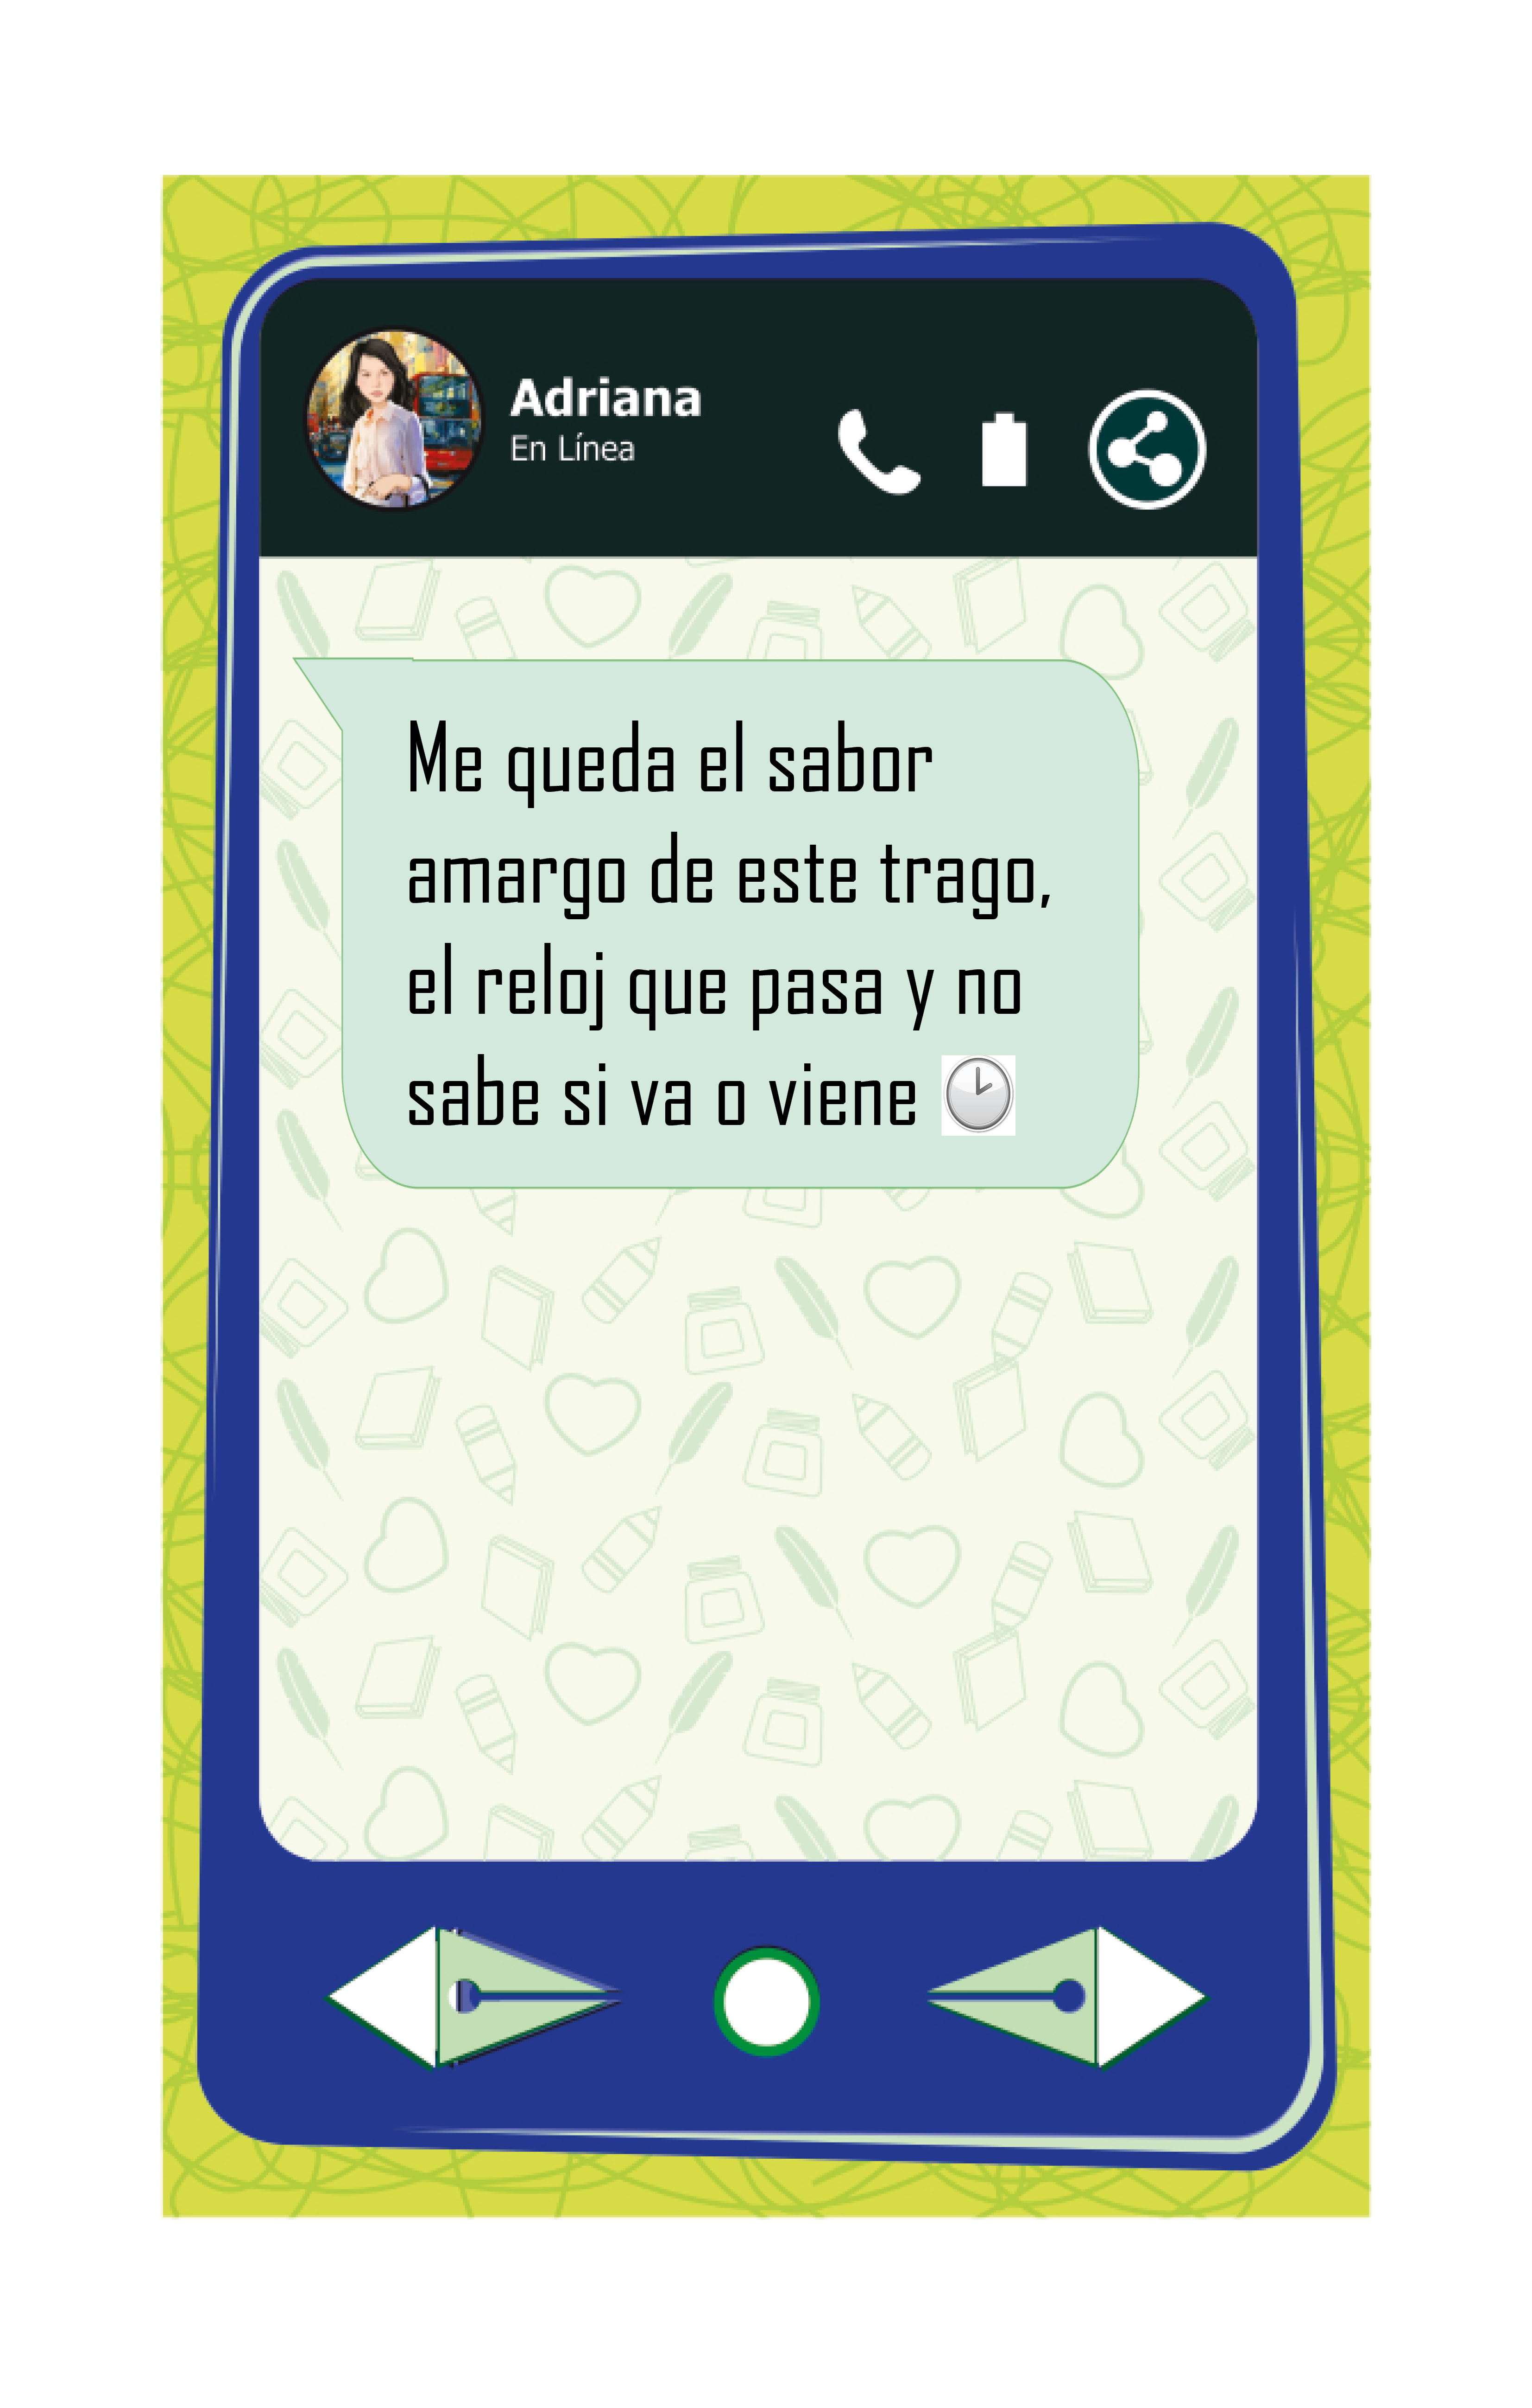 Adriana
En Línea
Me queda el sabor
amargo de este trago,
el reloj que pasa y no
sabe si va o viene